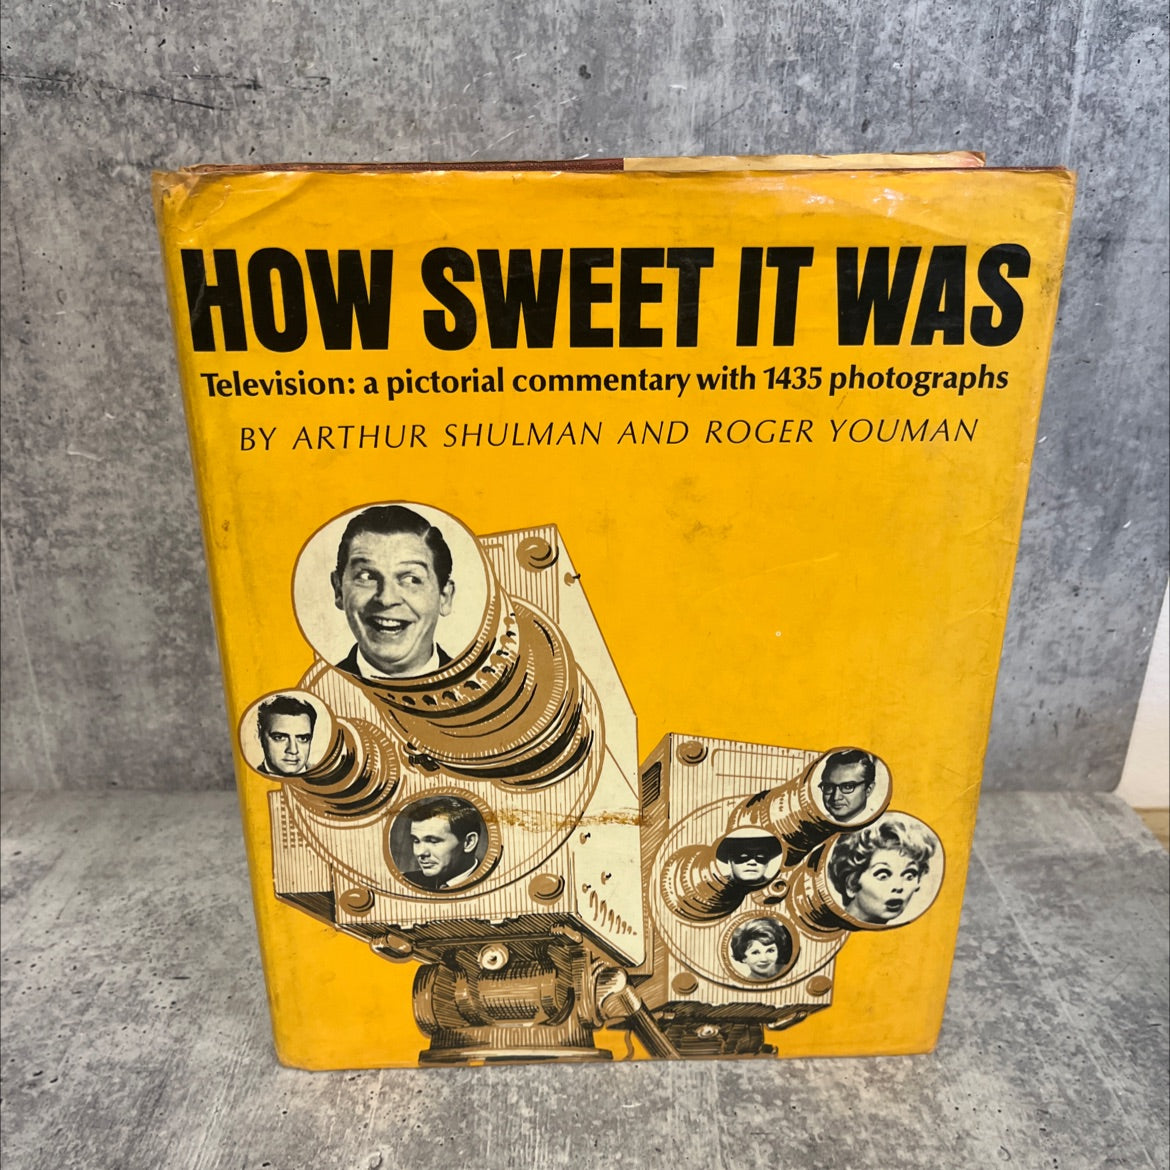 HOW SWEET IT WAS
Television: a pictorial commentary with 1435 photographs
BY ARTHUR SHULMAN AND ROGER YOUMAN